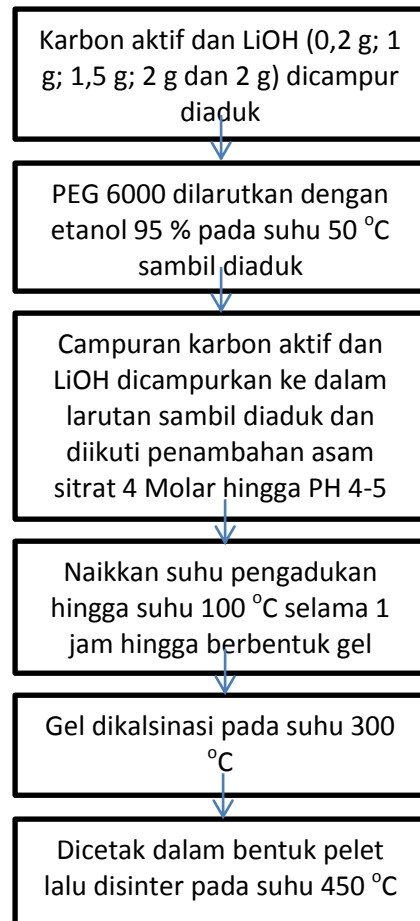 Karbon aktif dan LiOH (0,2 g; 1
g; 1,5 g; 2 g dan 2 g) dicampur
diaduk
PEG 6000 dilarutkan dengan
etanol 95 % pada suhu 50 °C
sambil diaduk
Campuran karbon aktif dan
LiOH dicampurkan ke dalam
larutan sambil diaduk dan
diikuti penambahan asam
sitrat 4 Molar hingga PH 4-5
Naikkan suhu pengadukan
hingga suhu 100 °C selama 1
jam hingga berbentuk gel
Gel dikalsinasi pada suhu 300
°C
Dicetak dalam bentuk pelet
lalu disinter pada suhu 450 °C